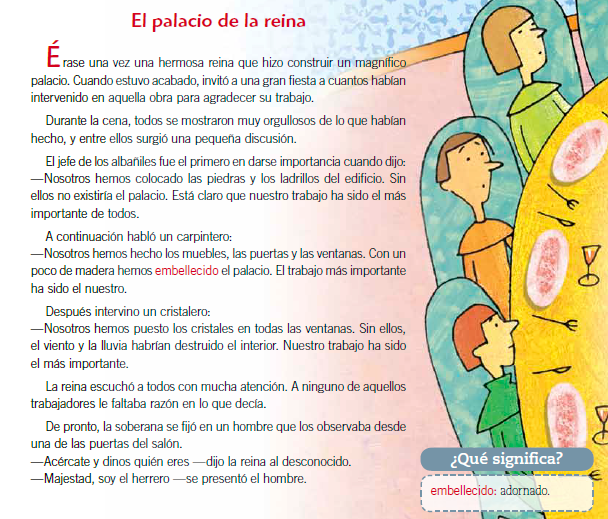 El palacio de la reina
Érase una vez una hermosa reina que hizo construir un magnífico
palacio. Cuando estuvo acabado, invitó a una gran fiesta a cuantos habían
intervenido en aquella obra para agradecer su trabajo.
Durante la cena, todos se mostraron muy orgullosos de lo que habían
hecho, y entre ellos surgió una pequeña discusión.
El jefe de los albañiles fue el primero en darse importancia cuando dijo:
—Nosotros hemos colocado las piedras y los ladrillos del edificio. Sin
ellos no existiría el palacio. Está claro que nuestro trabajo ha sido el más
importante de todos.
A continuación habló un carpintero:
—Nosotros hemos hecho los muebles, las puertas y las ventanas. Con un
poco de madera hemos embellecido el palacio. El trabajo más importante
ha sido el nuestro.
Después intervino un cristalero:
—Nosotros hemos puesto los cristales en todas las ventanas. Sin ellos,
el viento y la lluvia habrían destruido el interior. Nuestro trabajo ha sido
el más importante.
La reina escuchó a todos con mucha atención. A ninguno de aquellos
trabajadores le faltaba razón en lo que decía.
De pronto, la soberana se fijó en un hombre que los observaba desde
una de las puertas del salón.
—Acércate y dinos quién eres —dijo la reina al desconocido.
—Majestad, soy el herrero —se presentó el hombre.
¿Qué significa?
embellecido: adornado.